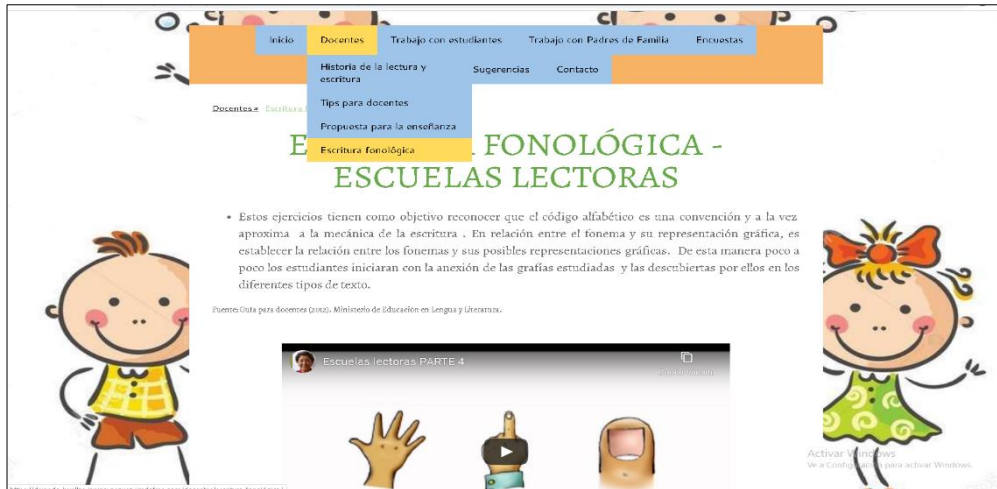 Inicio Docentes Trabajo con estudiantes Trabajo con Padres de Familia Encuestas
Historia de la lectura y
escritura
Sugerencias Contacto
Tips para docentes
Propuesta para la enseñanza
Escritura fonológica
Docentes » Escritura
E FONOLÓGICA -
ESCUELAS LECTORAS
• Estos ejercicios tienen como objetivo reconocer que el código alfabético es una convención y a la vez
aproxima a la mecánica de la escritura . En relación entre el fonema y su representación gráfica, es
establecer la relación entre los fonemas y sus posibles representaciones gráficas. De esta manera poco a
poco los estudiantes iniciaran con la anexión de las grafías estudiadas y las descubiertas por ellos en los
diferentes tipos de texto.
Fuente: Guía para docentes (2012). Ministerio de Educación en Lengua y Literatura.
Escuelas lectoras PARTE 4
Activar Windows
Ve a Configuración para activar Windows.